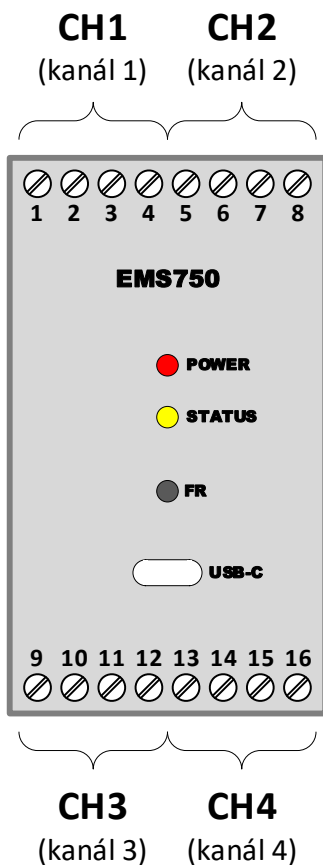 CH1 CH2
(kanál 1) (kanál 2)
1 2 3 4 5 6 7 8
EMS750
POWER
STATUS
FR
USB-C
9 10 11 12 13 14 15 16
CH3 CH4
(kanál 3) (kanál 4)